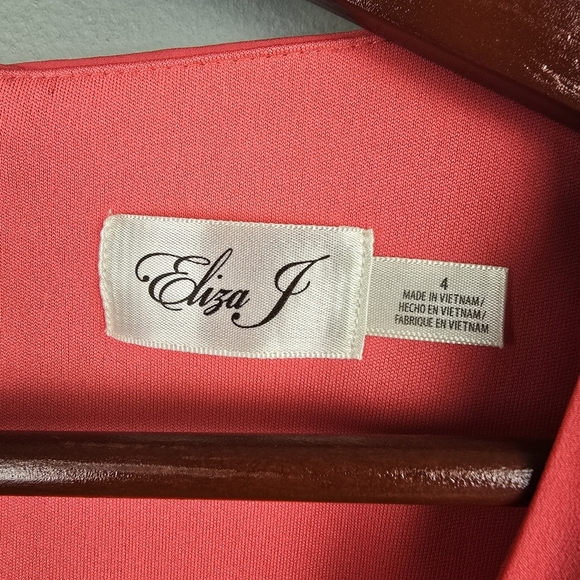 Eliza J
4
MADE IN VIETNAM/
HECHO EN VIETNAM/
FABRIQUE EN VIETNAM